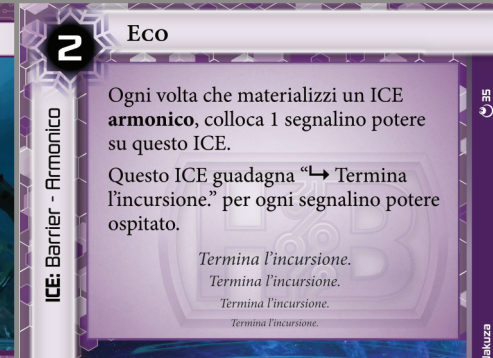 2
Eco
ICE: Barrier - Armonico
Ogni volta che materializzi un ICE
armonico, colloca 1 segnalino potere
su questo ICE.
Questo ICE guadagna “↳ Termina
l’incursione.” per ogni segnalino potere
ospitato.
Termina l’incursione.
Termina l’incursione.
Termina l’incursione.
Termina l’incursione.
HB
35